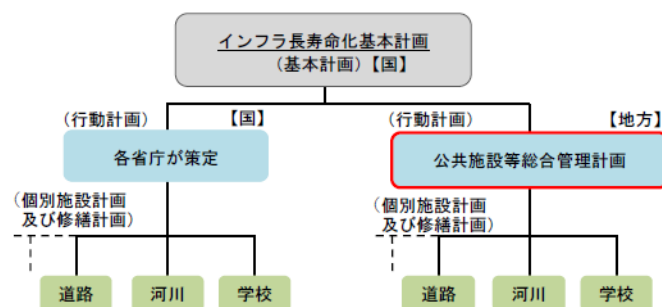 インフラ長寿命化基本計画
(基本計画)【国】
(行動計画)
【国】
各省庁が策定
(個別施設計画
及び修繕計画)
道路
河川
学校
(行動計画)
【地方】
公共施設等総合管理計画
(個別施設計画
及び修繕計画)
道路
河川
学校